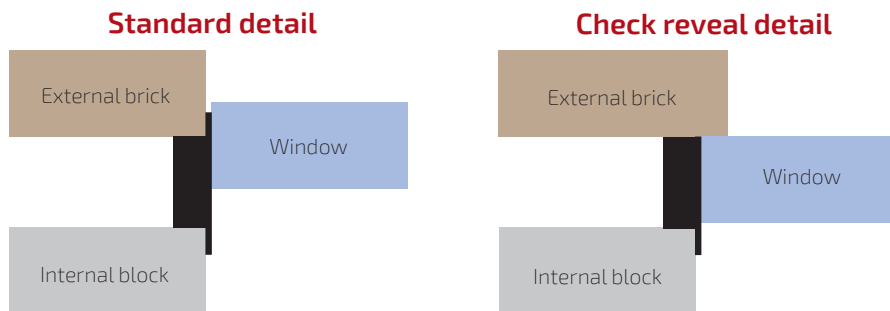 Standard detail
Check reveal detail
External brick
External brick
Window
Window
Internal block
Internal block